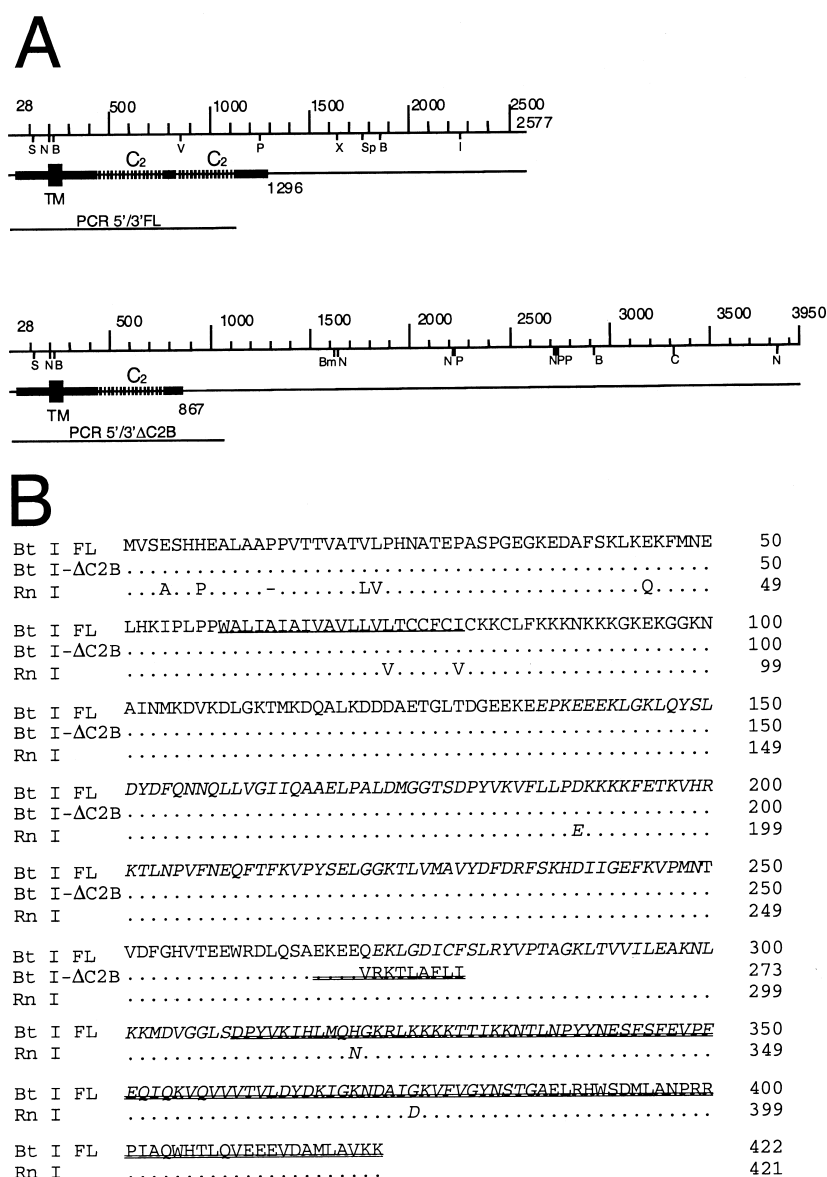 A
28 500 1000 1500 2000 2500
2577
S N B V P X Sp B I
C2 C2
TM 1296
PCR 5'/3'FL
28 500 1000 1500 2000 2500 3000 3500 3950
S N B Bm N N P N PP B C N
C2
TM 867
PCR 5'/3'ΔC2B
B
Bt I FL MVSESHHEALAAPPVTTVATVLPHNATEPASPGEGKEDAFSKLKEKFMNE 50
Bt I-ΔC2B .................................................. 50
Rn I ...A..P.....-.......LV......................Q..... 49
Bt I FL LHKIPLPPWALIAIAIVAVLLVLTCCFCICKKCLFKKKNKKKGKEKGGKN 100
Bt I-ΔC2B .................................................. 100
Rn I ......................V.....V..................... 99
Bt I FL AINMKDVKDLGKTMKDQALKDDDAETGLTDGEEKEEPKEEEKLGKLQYSL 150
Bt I-ΔC2B .................................................. 150
Rn I .................................................. 149
Bt I FL DYDFQNNQLLVGIIQAAELPALDMGGTSDPYVKVFLLPDKKKKFETKVHR 200
Bt I-ΔC2B .................................................. 200
Rn I ......................................E........... 199
Bt I FL KTLNPVFNEQFTFKVPYSELGGKTLVMAVYDFDRFSKHDIIGEFKVPMNT 250
Bt I-ΔC2B .................................................. 250
Rn I .................................................. 249
Bt I FL VDFGHVTEEWRDLQSAEKEEQEKLGDICFSLRYVPTAGKLTVVILEAKNL 300
Bt I-ΔC2B ....................VRKTLAFLI 273
Rn I .................................................. 299
Bt I FL KKMDVGGLSDPYVKIHLMQHGKRLKKKKTTIKKNTLNPYYNESFSFEVPF 350
Rn I ...................N.............................. 349
Bt I FL EQIQKVQVVVTVLDYDKIGKNDAIGKVFVGYNSTGAELRHWSDMLANPRR 400
Rn I ........................D......................... 399
Bt I FL PIAQWHTLQVEEEVDAMLAVKK 422
Rn I ...................... 421